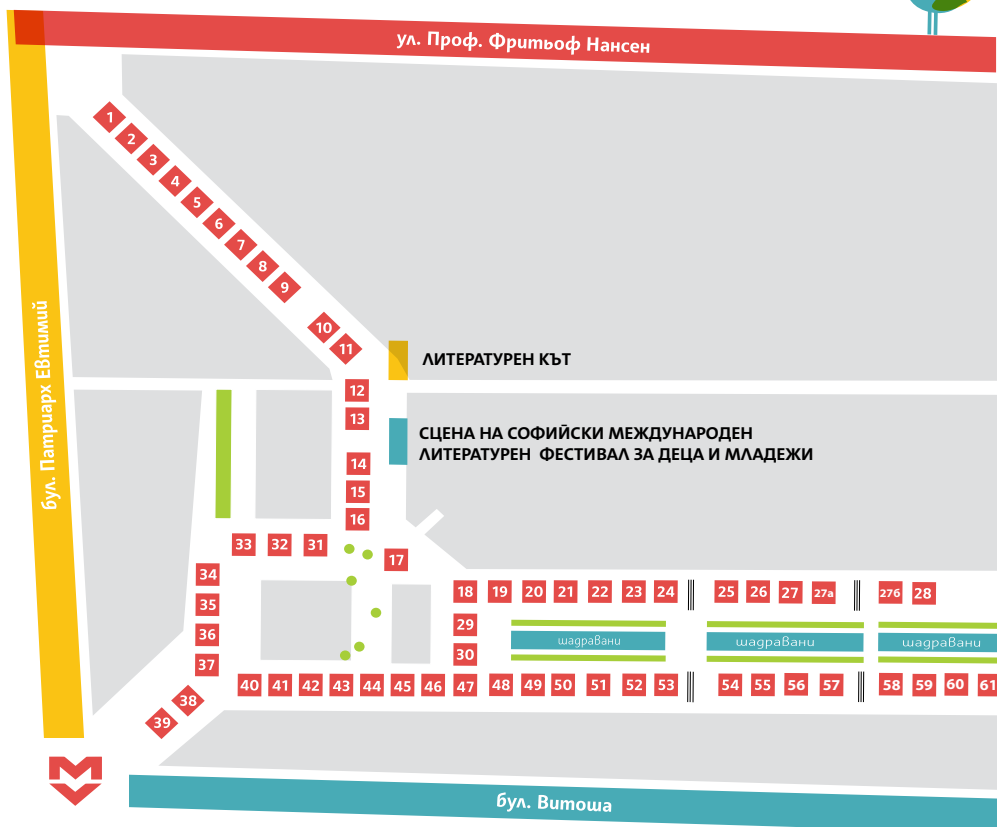 ул. Проф. Фритьоф Нансен
бул. Патриарх Евтимий
1
2
3
4
5
6
7
8
9
10
11
ЛИТЕРАТУРЕН КЪТ
12
13
СЦЕНА НА СОФИЙСКИ МЕЖДУНАРОДЕН
ЛИТЕРАТУРЕН ФЕСТИВАЛ ЗА ДЕЦА И МЛАДЕЖИ
14
15
16
33 32 31
17
34
35
36
37
38
39
18 19 20 21 22 23 24 25 26 27 27а 27б 28
29
30
шадравани шадравани шадравани
40 41 42 43 44 45 46 47 48 49 50 51 52 53 54 55 56 57 58 59 60 61
бул. Витоша